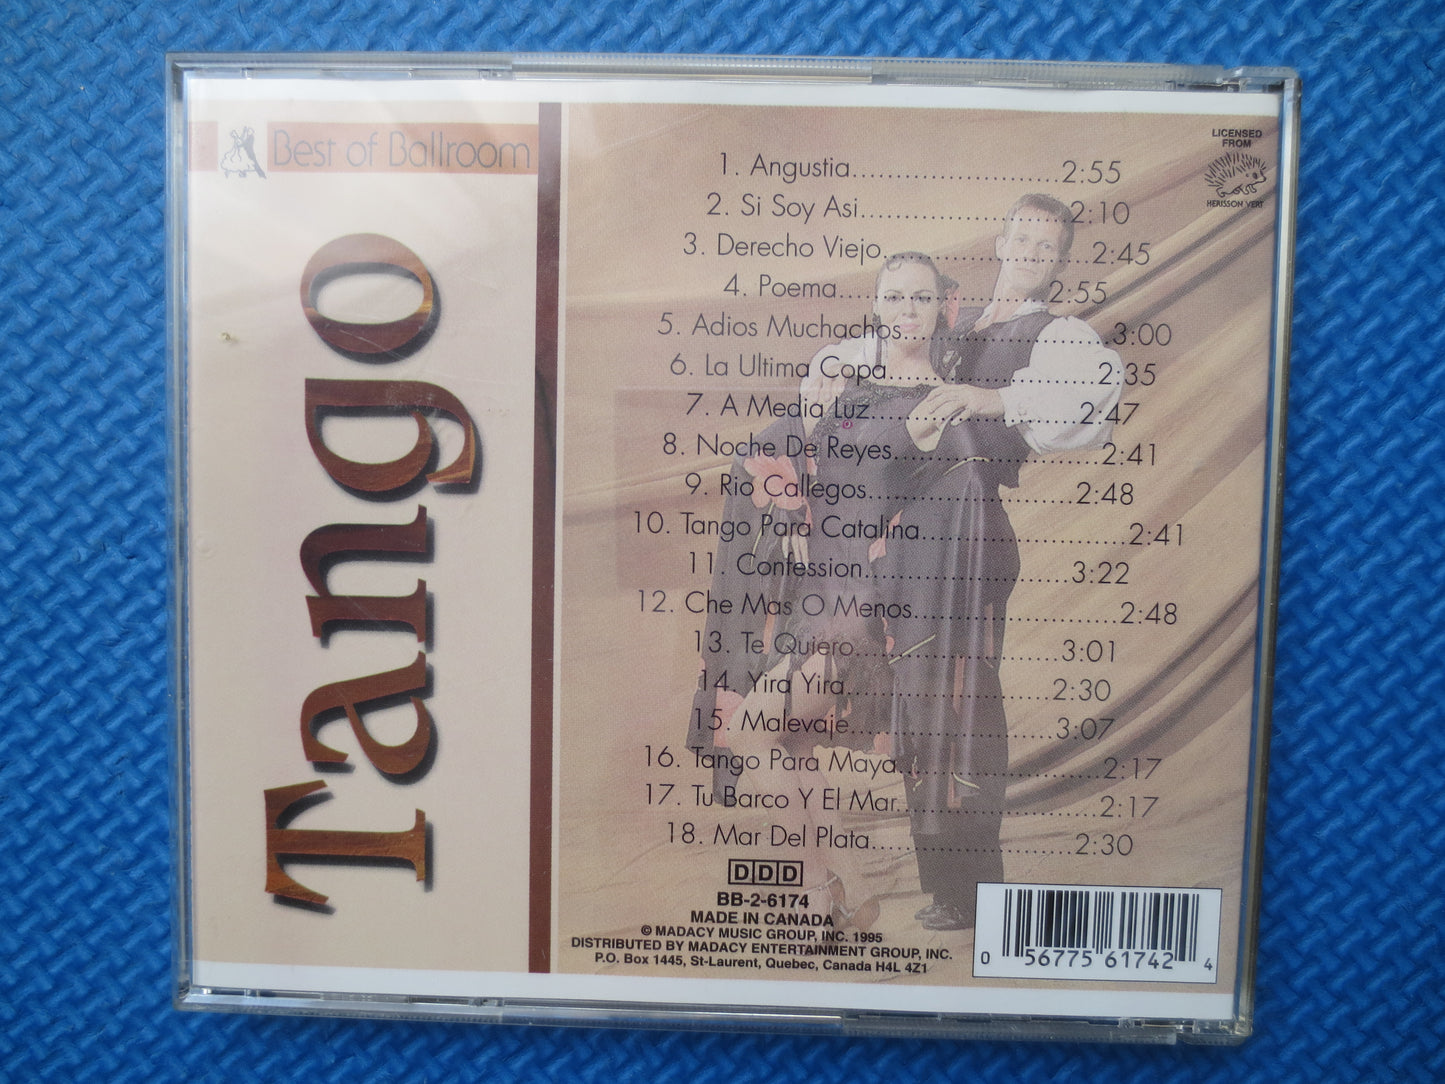 Best of Ballroom
Tango
1. Angustia....................2:55
2. Si Soy Asi....................2:10
3. Derecho Viejo....................2:45
4. Poema....................2:55
5. Adios Muchachos....................3:00
6. La Ultima Copa....................2:35
7. A Media Luz....................2:47
8. Noche De Reyes....................2:41
9. Rio Callegos....................2:48
10. Tango Para Catalina....................2:41
11. Confession....................3:22
12. Che Mas O Menos....................2:48
13. Te Quiero....................3:01
14. Yira Yira....................2:30
15. Malevaje....................3:07
16. Tango Para Maya....................2:17
17. Tu Barco Y El Mar....................2:17
18. Mar Del Plata....................2:30
DDD
BB-2-6174
MADE IN CANADA
© MADACY MUSIC GROUP, INC. 1995
DISTRIBUTED BY MADACY ENTERTAINMENT GROUP, INC.
P.O. Box 1445, St-Laurent, Quebec, Canada H4L 4Z1
LICENSED
FROM
HERISSON VERT
0 56775 61742 4